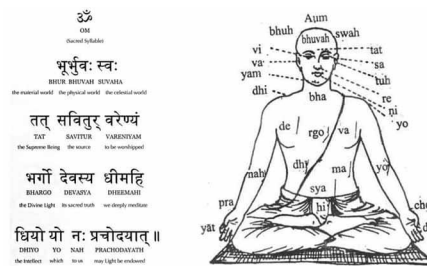 ॐ
OM
(Sacred Syllable)
भूर्भुवः स्वः
BHUR BHUVAH SUVAHA
the material world the physical world the celestial world
तत् सवितुर् वरेण्यं
TAT SAVITUR VARENIYAM
the Supreme Being the source to be worshipped
भर्गो देवस्य धीमहि
BHARGO DEVASYA DHEEMAHI
the Divine Light its sacred truth we deeply meditate
धियो यो नः प्रचोदयात् ॥
DHIYO YO NAH PRACHODAYATH
the Intellect which to us may Light be endowed
Aum
bhuh swah
bhuvah
vi tat
va sa
yam tuh
dhi re
ni
bha yo
de rgo va
dhi ma
nah yo
sya
pra hi
yat